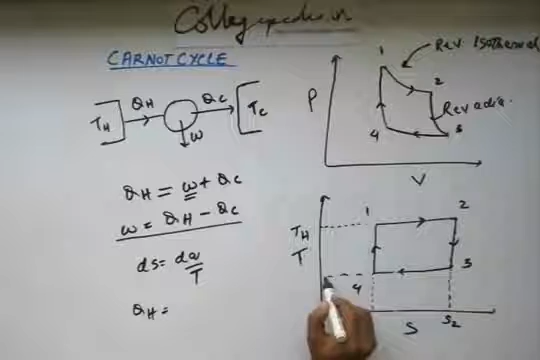 CARNOT CYCLE
TH QH QC TC
W
QH = W + QC
W = QH - QC
ds = dQ/T
QH =
P
V
1
2
3
4
Rev Isothermal
Rev adia.
TH
T
1
2
3
4
S
S2